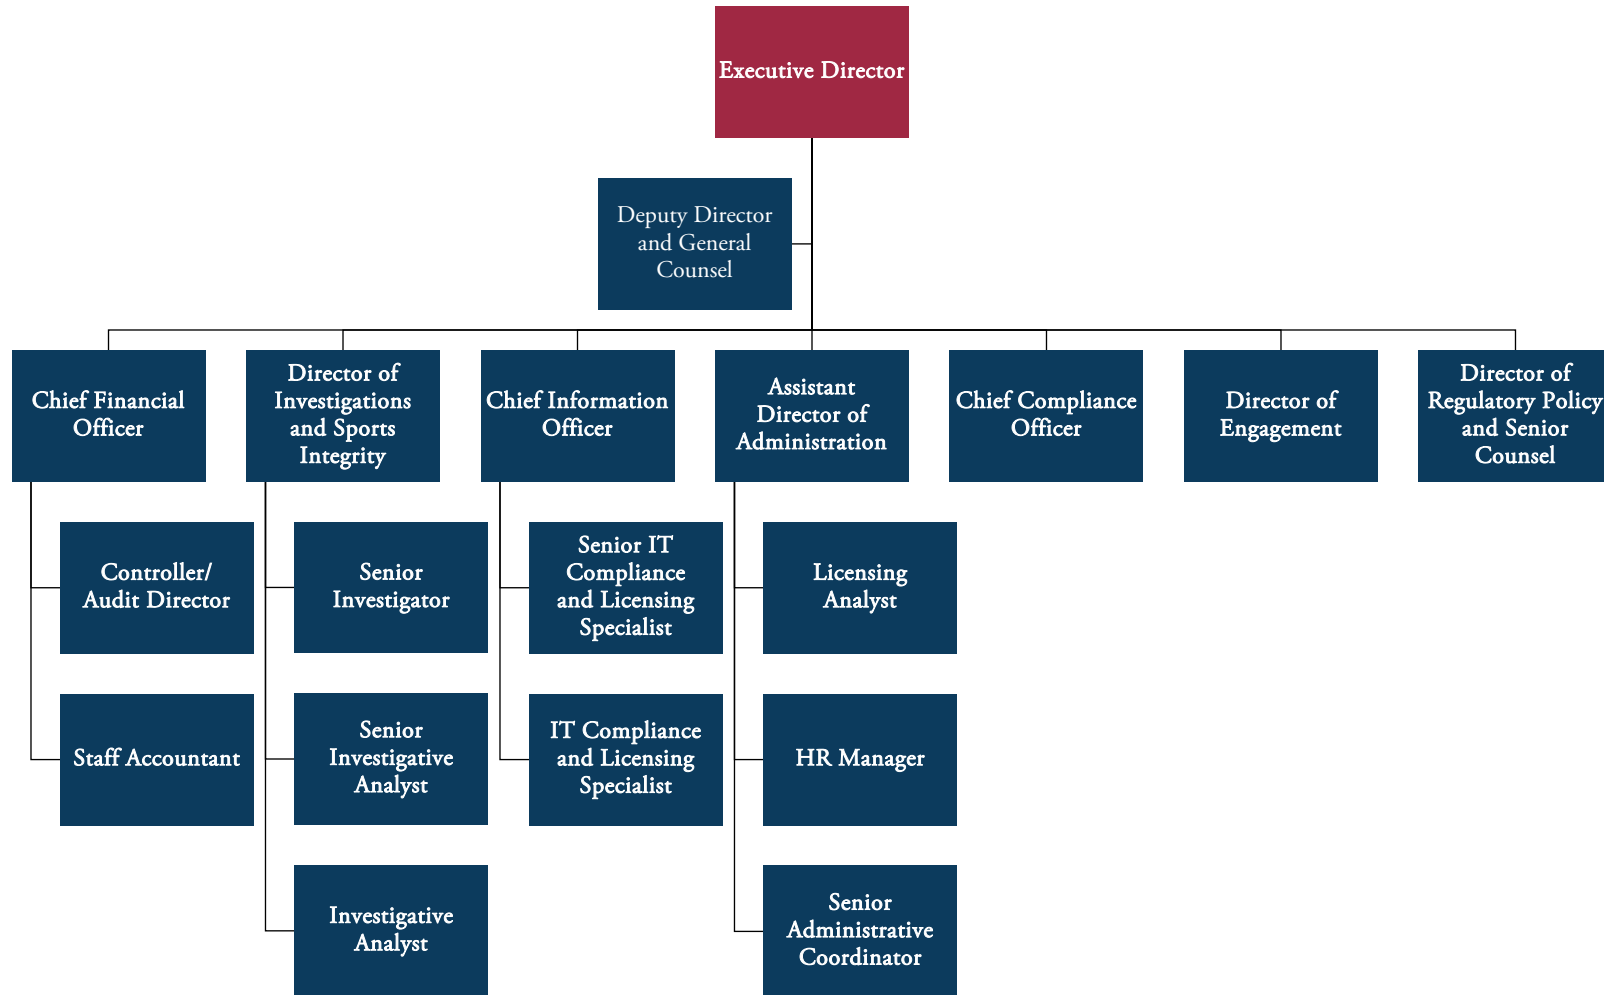 Executive Director
Deputy Director
and General
Counsel
Chief Financial
Officer
Director of
Investigations
and Sports
Integrity
Chief Information
Officer
Assistant
Director of
Administration
Chief Compliance
Officer
Director of
Engagement
Director of
Regulatory Policy
and Senior
Counsel
Controller/
Audit Director
Senior
Investigator
Senior IT
Compliance
and Licensing
Specialist
Licensing
Analyst
Staff Accountant
Senior
Investigative
Analyst
IT Compliance
and Licensing
Specialist
HR Manager
Investigative
Analyst
Senior
Administrative
Coordinator